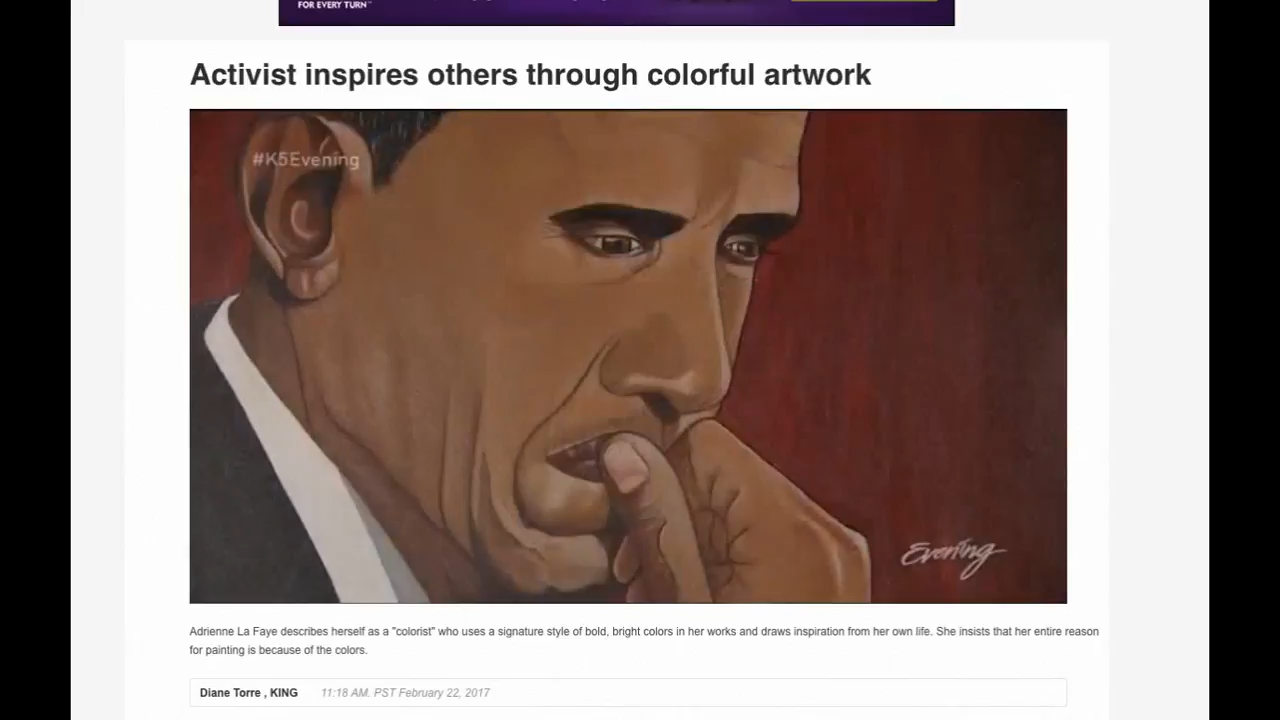 FOR EVERY TURN™
Activist inspires others through colorful artwork
#K5Evening
Evening
Adrienne La Faye describes herself as a "colorist" who uses a signature style of bold, bright colors in her works and draws inspiration from her own life. She insists that her entire reason
for painting is because of the colors.
Diane Torre , KING 11:18 AM. PST February 22, 2017